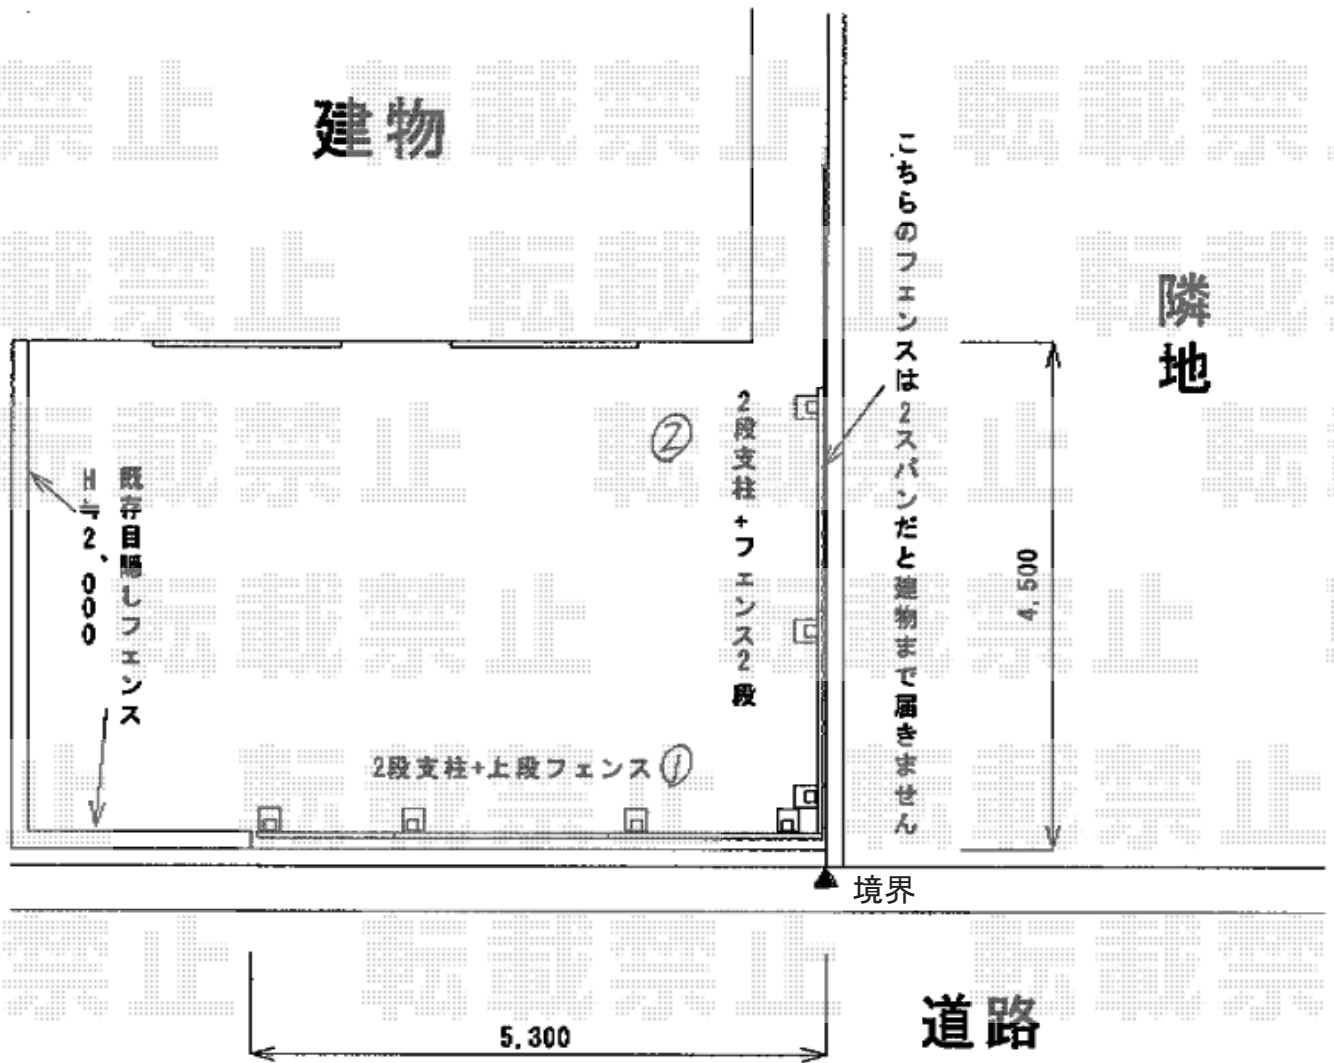 建物
隣地
こちらのフェンスは2スパンだと建物まで届きません
2段支柱+フェンス2段
②
既存目隠しフェンス
H≒2,000
4,500
2段支柱+上段フェンス ①
境界
5,300
道路
転載禁止